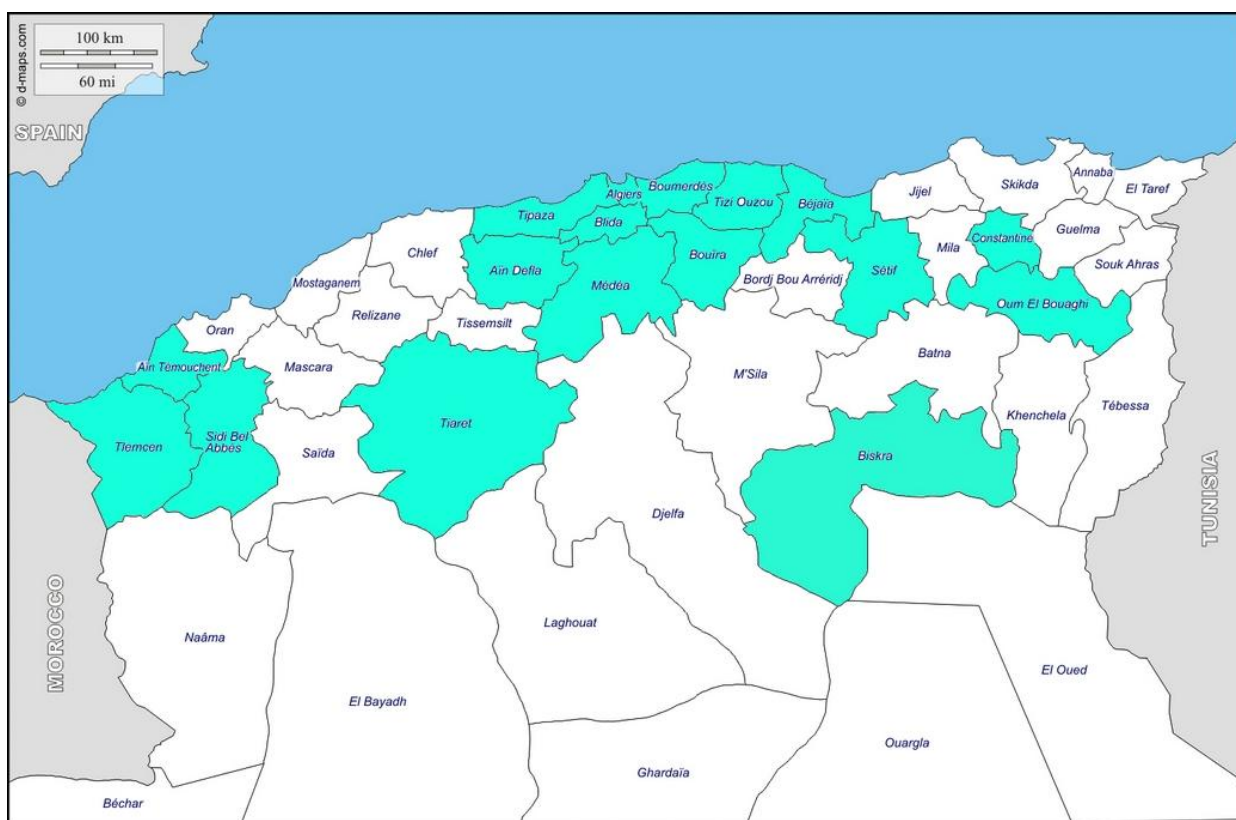 100 km
60 mi
© d-maps.com
SPAIN
Annaba
Skikda
El Taref
Jijel
Boumerdès
Algiers
Tizi Ouzou
Béjaïa
Tipaza
Blida
Constantine
Guelma
Mila
Chlef
Bouïra
Souk Ahras
Aïn Defla
Sétif
Mostaganem
Médéa
Bordj Bou Arréridj
Oum El Bouaghi
Relizane
Tissemsilt
Oran
Batna
Aïn Témouchent
Mascara
M'Sila
Tébessa
Khenchela
Tiaret
Sidi Bel
Abbès
Tlemcen
Saïda
Biskra
TUNISIA
Djelfa
MOROCCO
Naâma
Laghouat
El Oued
El Bayadh
Ouargla
Ghardaïa
Béchar